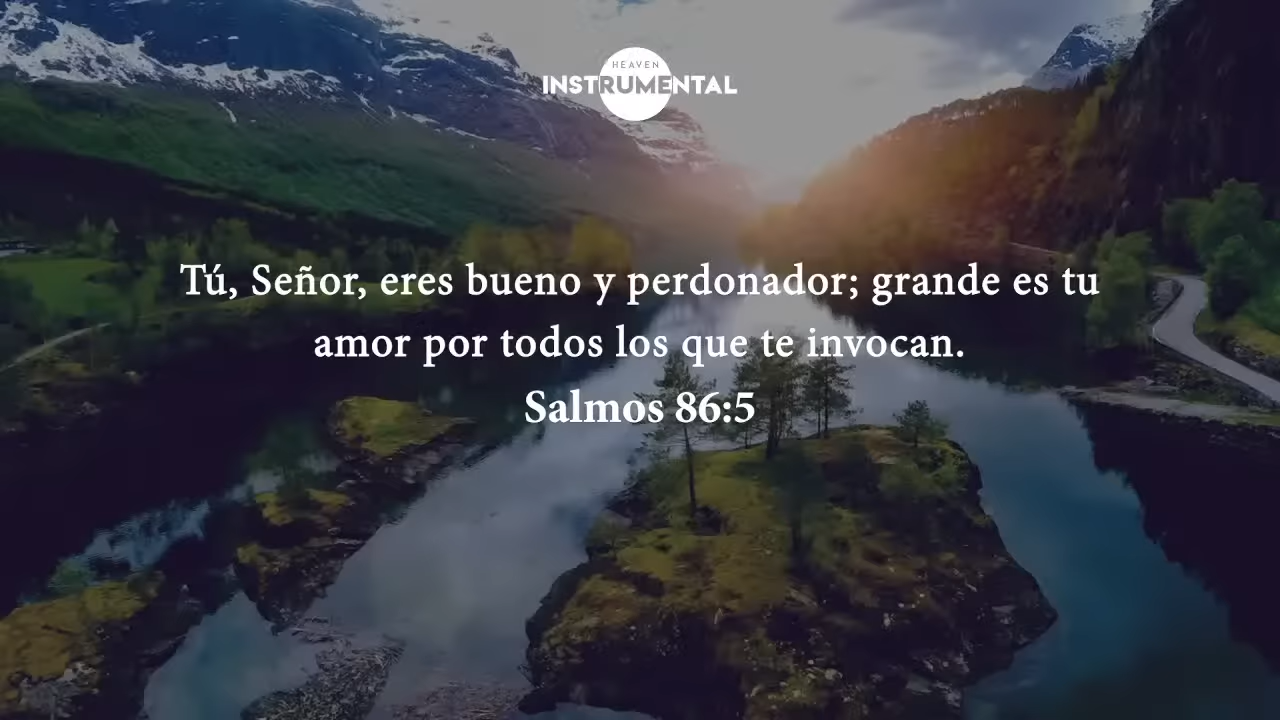 HEAVEN
INSTRUMENTAL
Tú, Señor, eres bueno y perdonador; grande es tu
amor por todos los que te invocan.
Salmos 86:5